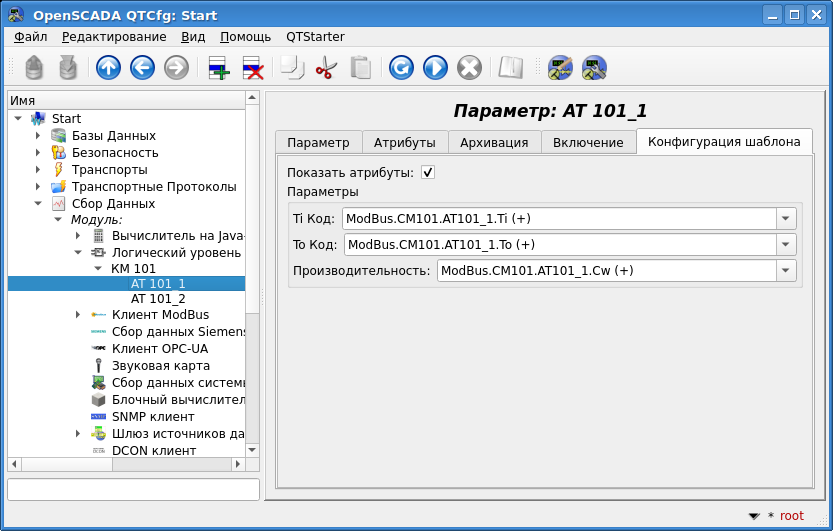 OpenSCADA QTCfg: Start
Файл Редактирование Вид Помощь QTStarter
Имя
Start
Базы Данных
Безопасность
Транспорты
Транспортные Протоколы
Сбор Данных
Модуль:
Вычислитель на Java-
Логический уровень
КМ 101
AT 101_1
AT 101_2
Клиент ModBus
Сбор данных Siemens
Клиент OPC-UA
Звуковая карта
Сбор данных системы
Блочный вычислител
SNMP клиент
Шлюз источников да
DCON клиент
Параметр: AT 101_1
Параметр Атрибуты Архивация Включение Конфигурация шаблона
Показать атрибуты:
Параметры
Ti Код: ModBus.CM101.AT101_1.Ti (+)
To Код: ModBus.CM101.AT101_1.To (+)
Производительность: ModBus.CM101.AT101_1.Cw (+)
* root